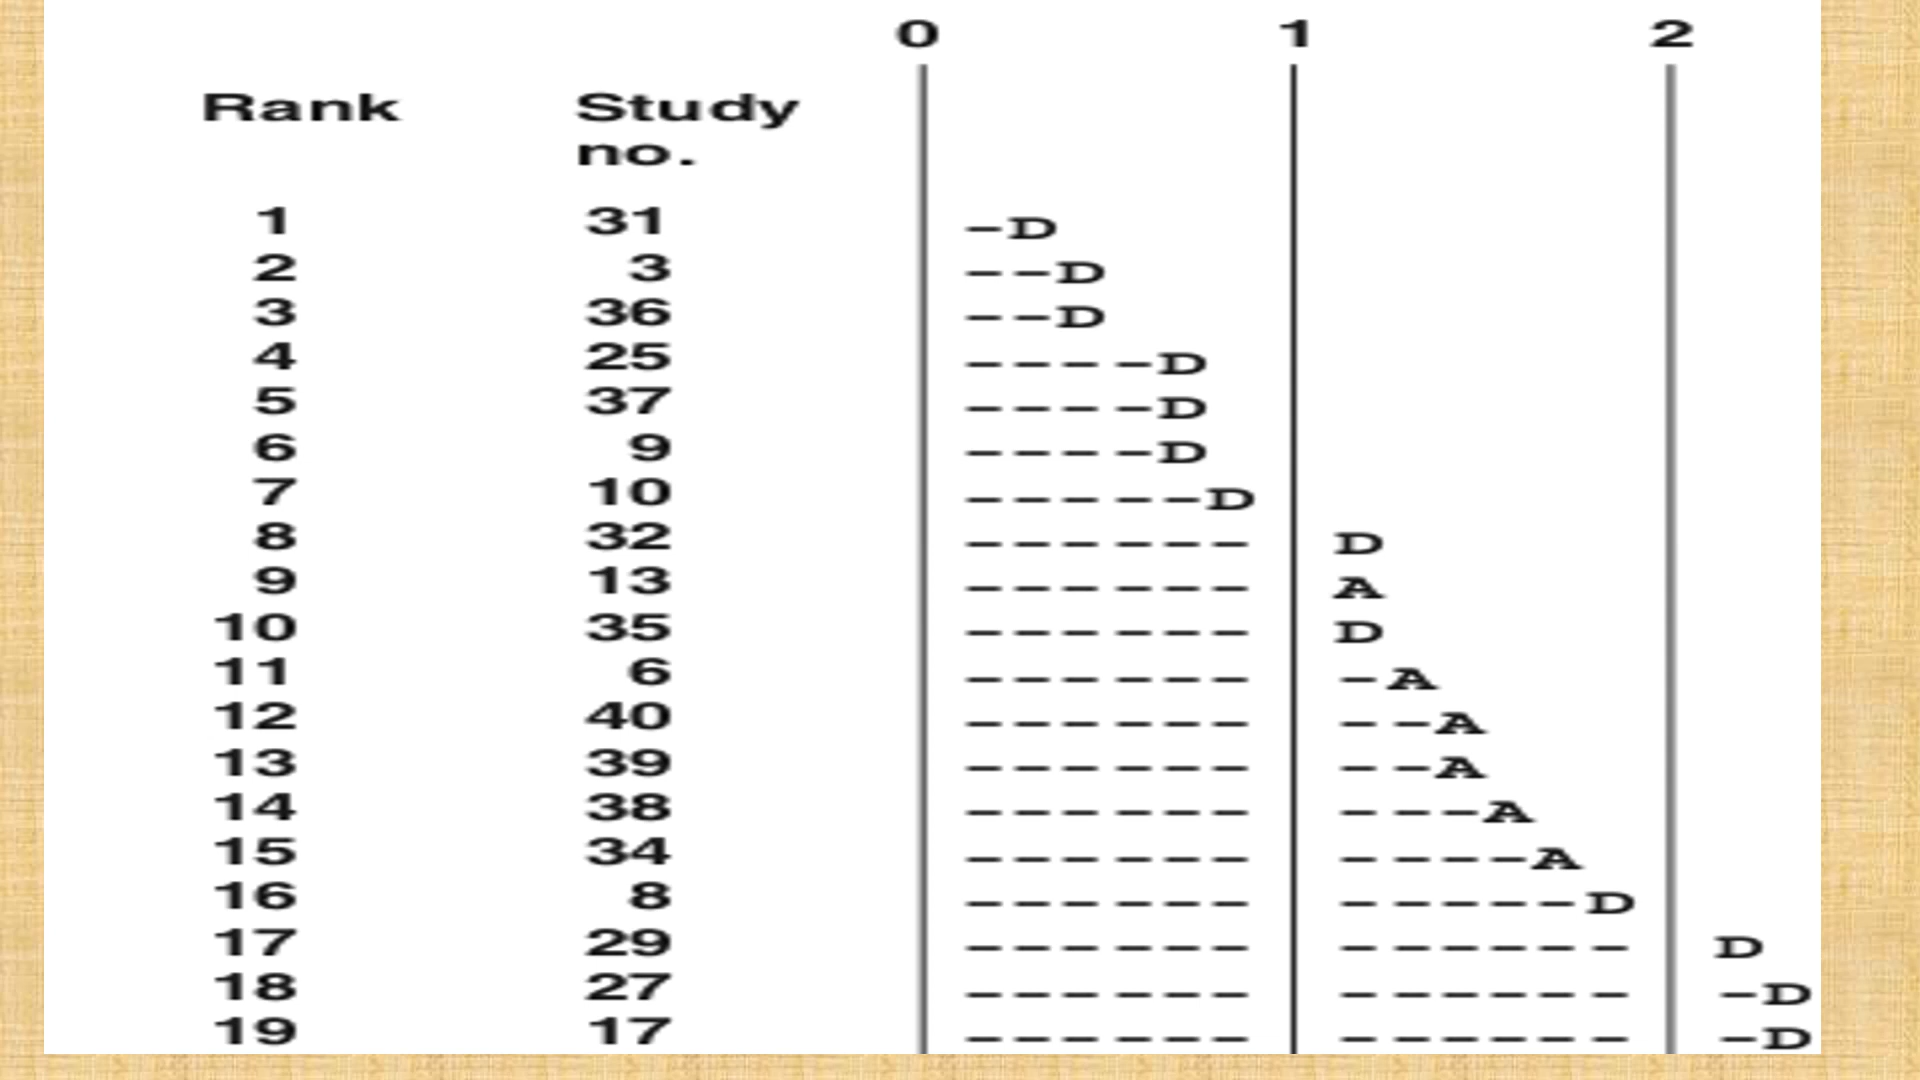 0 1 2
Rank Study
no.
1 31 -D
2 3 --D
3 36 --D
4 25 ----D
5 37 ----D
6 9 ----D
7 10 -----D
8 32 ------ D
9 13 ------ A
10 35 ------ D
11 6 ------ -A
12 40 ------ --A
13 39 ------ --A
14 38 ------ ---A
15 34 ------ ----A
16 8 ------ -----D
17 29 ------ ------ D
18 27 ------ ------ -D
19 17 ------ ------ -D